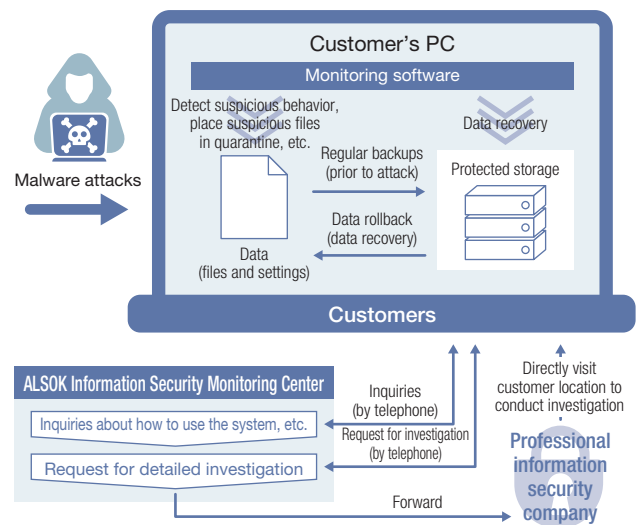 Customer's PC
Monitoring software
Malware attacks
Detect suspicious behavior,
place suspicious files
in quarantine, etc.
Data recovery
Regular backups
(prior to attack)
Protected storage
Data rollback
(data recovery)
Data
(files and settings)
Customers
ALSOK Information Security Monitoring Center
Inquiries about how to use the system, etc.
Request for detailed investigation
Inquiries
(by telephone)
Request for investigation
(by telephone)
Directly visit
customer location to
conduct investigation
Professional
information
security
company
Forward